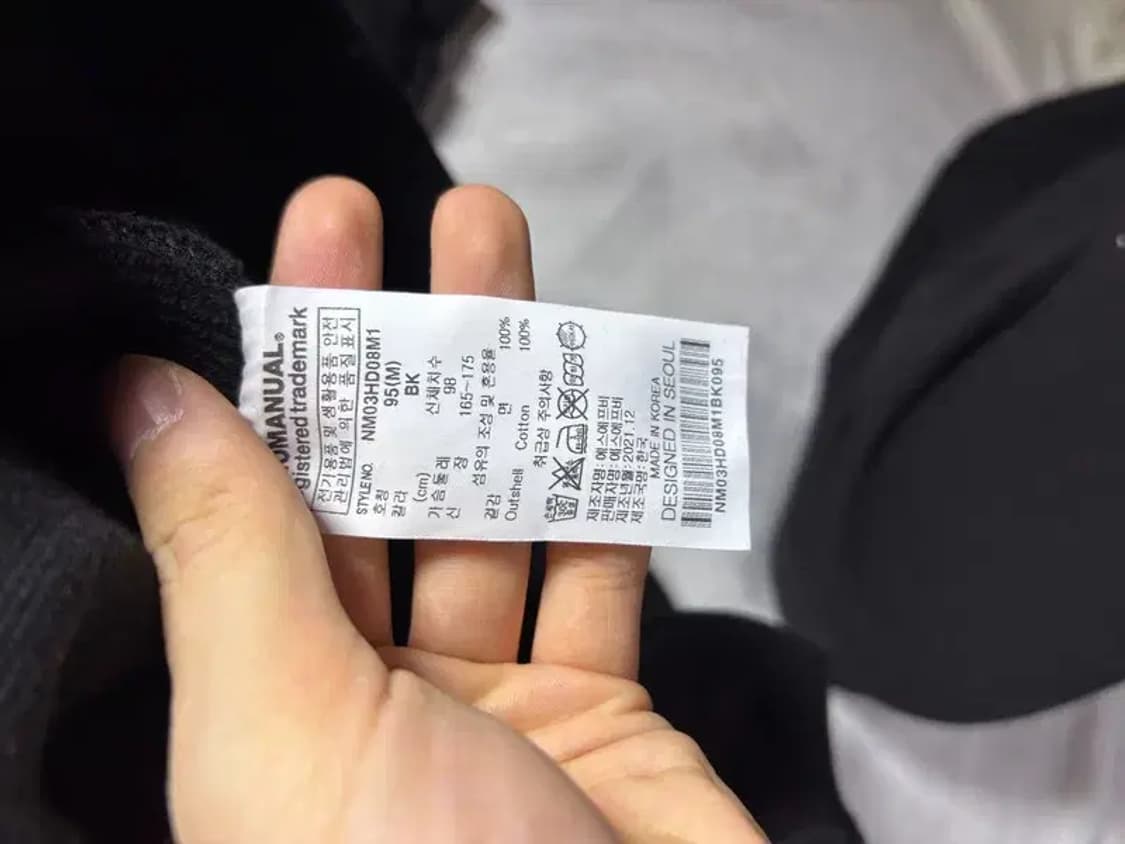 OMANUAL®
gistered trademark
전기용품 및 생활용품 안전
관리법에 의한 품질표시
STYLE NO. NM03HD08M1
호칭 95(M)
칼라 BK
(cm) 신체치수
가슴둘레 98
신 장 165~175
섬유의 조성 및 혼용율
겉감 면 100%
Outshell Cotton 100%
취급상 주의사항
제조자명: 에스에프비
판매자명: 에스에프비
제조년월: 2021.12
제조국명: 한국
MADE IN KOREA
DESIGNED IN SEOUL
NM03HD08M1BK095